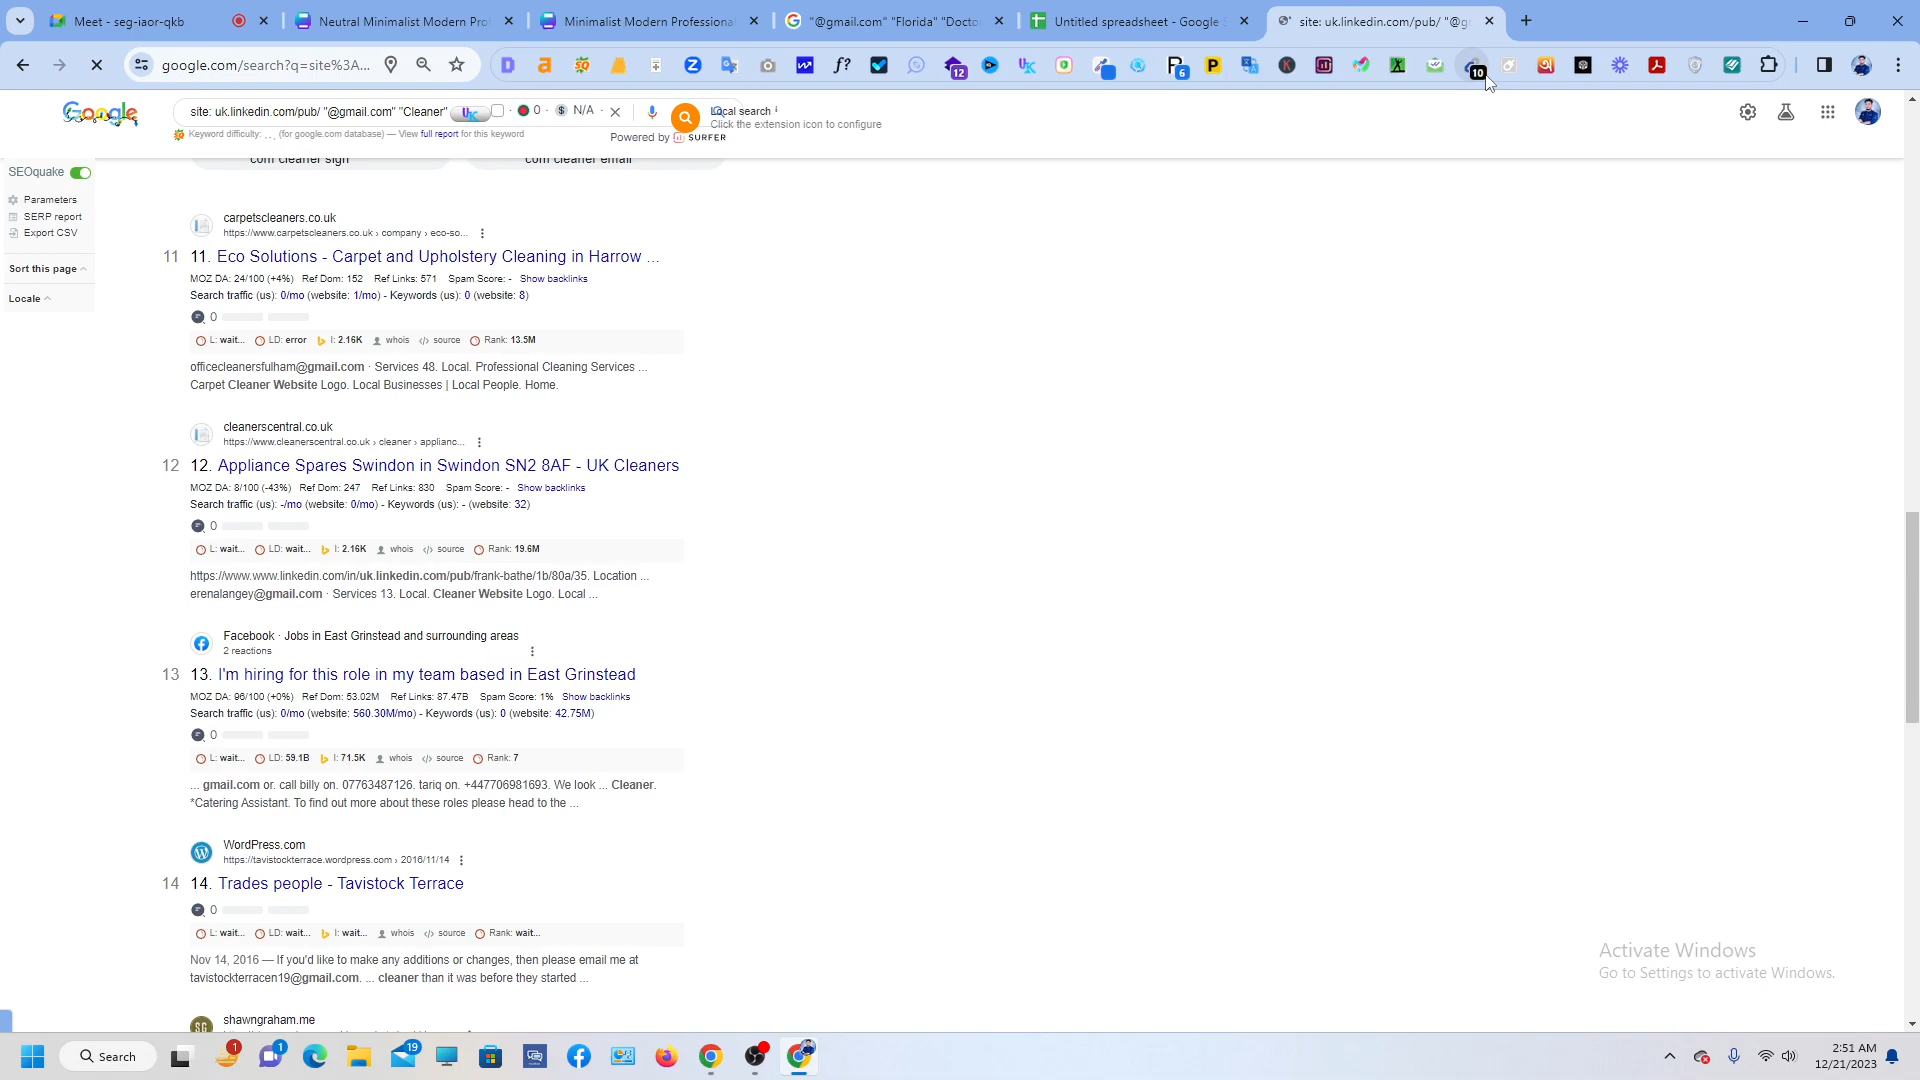 Meet - seg-iaor-qkb
Neutral Minimalist Modern Pro
Minimalist Modern Professiona
"@gmail.com" "Florida" "Docto
Untitled spreadsheet - Google S
site: uk.linkedin.com/pub/ "@g
google.com/search?q=site%3A...
12
6
10
Google
site: uk.linkedin.com/pub/ "@gmail.com" "Cleaner"
UK
0 · N/A ·
Local search
Click the extension icon to configure
Keyword difficulty: . . , (for google.com database) — View full report for this keyword
Powered by SURFER
SEOquake
Parameters
SERP report
Export CSV
Sort this page
Locale
com cleaner sign
com cleaner email
carpetscleaners.co.uk
https://www.carpetscleaners.co.uk › company › eco-so...
11 11. Eco Solutions - Carpet and Upholstery Cleaning in Harrow ...
MOZ DA: 24/100 (+4%) Ref Dom: 152 Ref Links: 571 Spam Score: - Show backlinks
Search traffic (us): 0/mo (website: 1/mo) - Keywords (us): 0 (website: 8)
0
L: wait... LD: error I: 2.16K whois source Rank: 13.5M
officecleanersfulham@gmail.com · Services 48. Local. Professional Cleaning Services ...
Carpet Cleaner Website Logo. Local Businesses | Local People. Home.
cleanerscentral.co.uk
https://www.cleanerscentral.co.uk › cleaner › applianc...
12 12. Appliance Spares Swindon in Swindon SN2 8AF - UK Cleaners
MOZ DA: 8/100 (-43%) Ref Dom: 247 Ref Links: 830 Spam Score: - Show backlinks
Search traffic (us): -/mo (website: 0/mo) - Keywords (us): - (website: 32)
0
L: wait... LD: wait... I: 2.16K whois source Rank: 19.6M
https://www.www.linkedin.com/in/uk.linkedin.com/pub/frank-bathe/1b/80a/35. Location ...
erenalangey@gmail.com · Services 13. Local. Cleaner Website Logo. Local ...
Facebook · Jobs in East Grinstead and surrounding areas
2 reactions
13 13. I'm hiring for this role in my team based in East Grinstead
MOZ DA: 96/100 (+0%) Ref Dom: 53.02M Ref Links: 87.47B Spam Score: 1% Show backlinks
Search traffic (us): 0/mo (website: 560.30M/mo) - Keywords (us): 0 (website: 42.75M)
0
L: wait... LD: 59.1B I: 71.5K whois source Rank: 7
... gmail.com or. call billy on. 07763487126. tariq on. +447706981693. We look ... Cleaner.
*Catering Assistant. To find out more about these roles please head to the ...
WordPress.com
https://tavistockterrace.wordpress.com › 2016/11/14
14 14. Trades people - Tavistock Terrace
0
L: wait... LD: wait... I: wait... whois source Rank: wait...
Nov 14, 2016 — If you'd like to make any additions or changes, then please email me at
tavistockterracen19@gmail.com. ... cleaner than it was before they started ...
SG
shawngraham.me
Activate Windows
Go to Settings to activate Windows.
Search
1
1
19
2:51 AM
12/21/2023